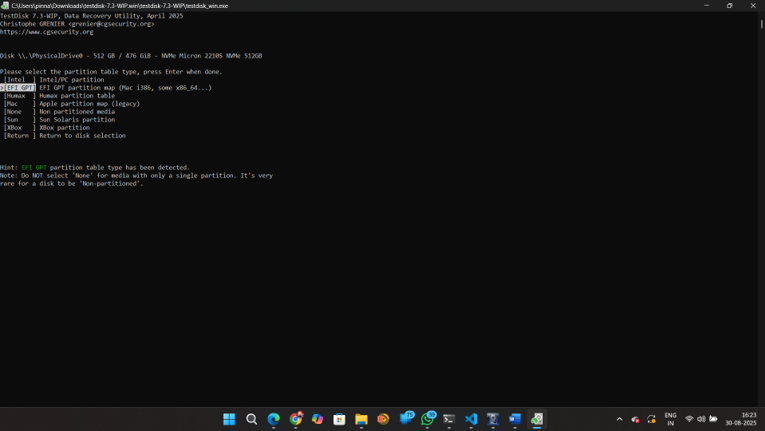 C:\Users\pinna\Downloads\testdisk-7.3-WIP.win\testdisk-7.3-WIP\testdisk_win.exe
TestDisk 7.3-WIP, Data Recovery Utility, April 2025
Christophe GRENIER <grenier@cgsecurity.org>
https://www.cgsecurity.org
Disk \\.\PhysicalDrive0 - 512 GB / 476 GiB - NVMe Micron 2210S NVMe 512GB
Please select the partition table type, press Enter when done.
[Intel  ] Intel/PC partition
>[EFI GPT] EFI GPT partition map (Mac i386, some x86_64...)
[Humax  ] Humax partition table
[Mac    ] Apple partition map (legacy)
[None   ] Non partitioned media
[Sun    ] Sun Solaris partition
[XBox   ] XBox partition
[Return ] Return to disk selection
Hint: EFI GPT partition table type has been detected.
Note: Do NOT select 'None' for media with only a single partition. It's very
rare for a disk to be 'Non-partitioned'.
ENG
IN
16:23
30-08-2025